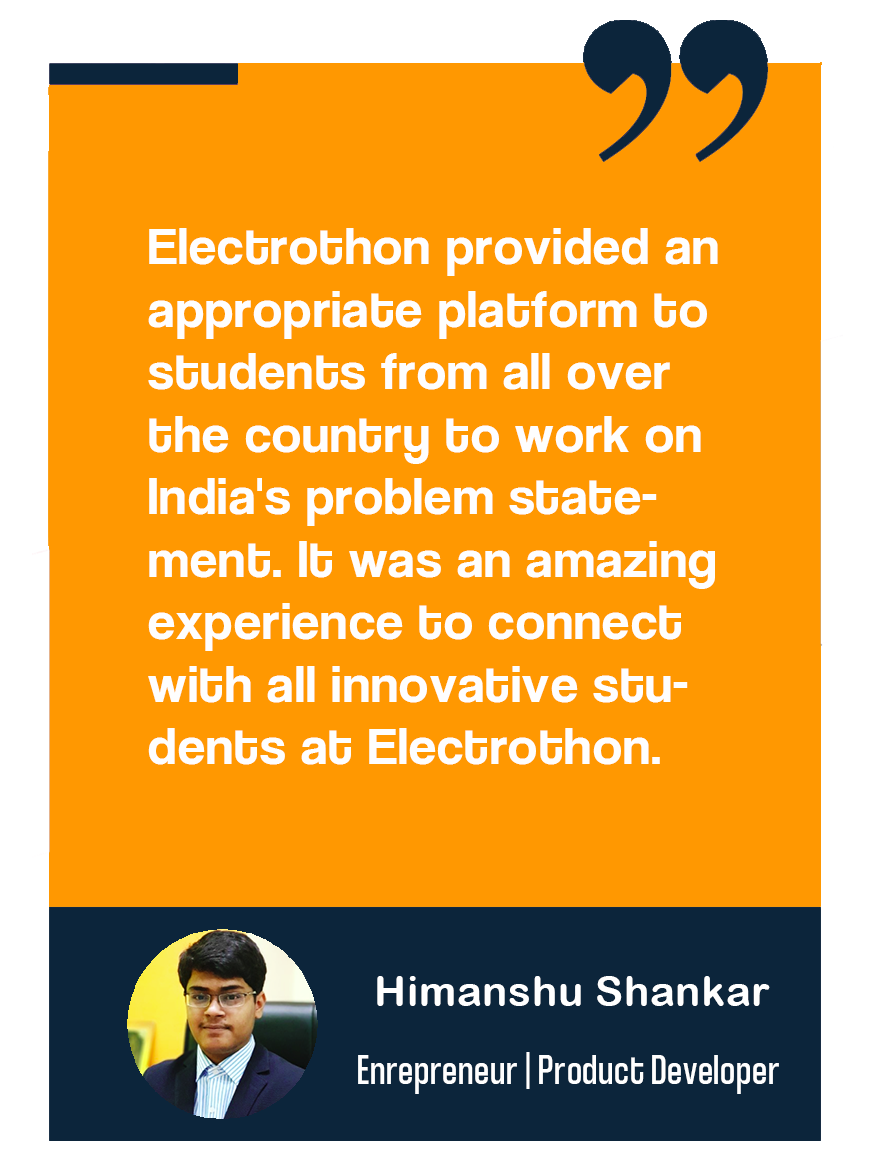 ”
Electrothon provided an
appropriate platform to
students from all over
the country to work on
India's problem state-
ment. It was an amazing
experience to connect
with all innovative stu-
dents at Electrothon.
Himanshu Shankar
Enrepreneur | Product Developer